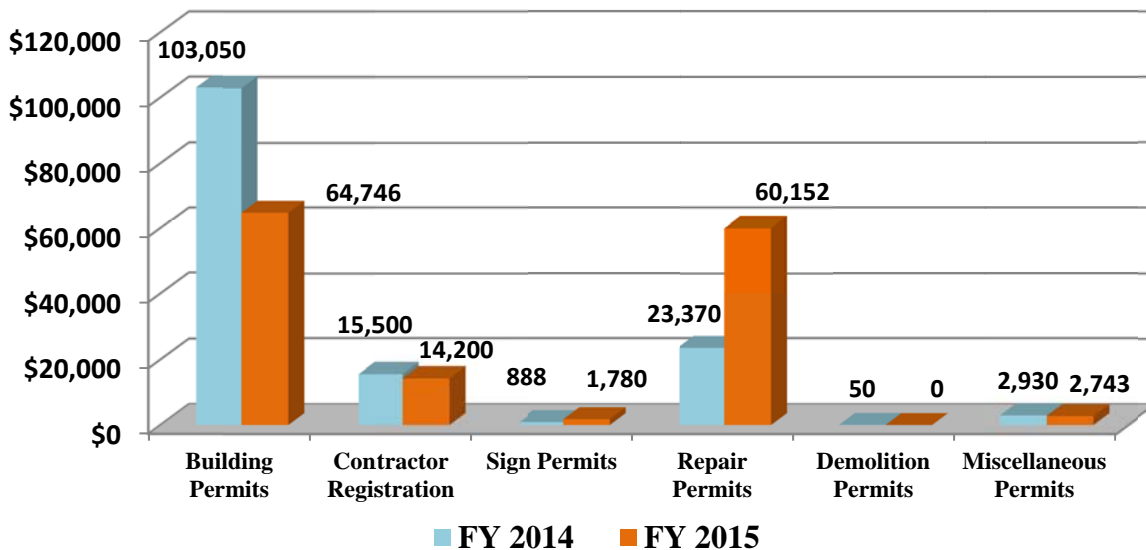 $120,000
$100,000
$80,000
$60,000
$40,000
$20,000
$0
103,050
64,746
15,500
14,200
888
1,780
23,370
60,152
50
0
2,930
2,743
Building
Permits
Contractor
Registration
Sign Permits
Repair
Permits
Demolition
Permits
Miscellaneous
Permits
FY 2014
FY 2015